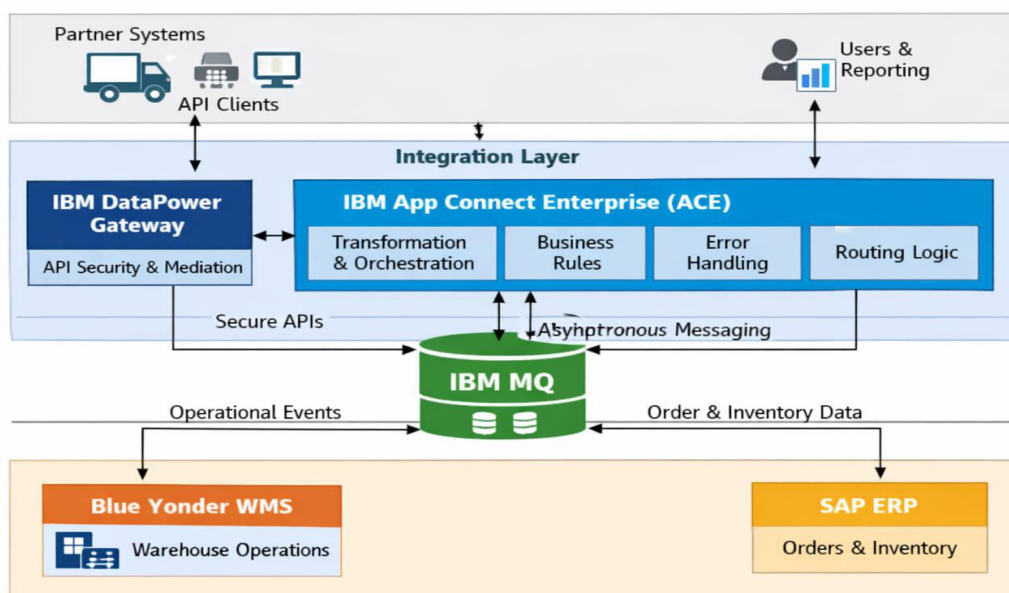 Partner Systems
API Clients
Users &
Reporting
Integration Layer
IBM DataPower
Gateway
API Security & Mediation
IBM App Connect Enterprise (ACE)
Transformation
& Orchestration
Business
Rules
Error
Handling
Routing Logic
Secure APIs
Asyhptronous Messaging
IBM MQ
Operational Events
Order & Inventory Data
Blue Yonder WMS
Warehouse Operations
SAP ERP
Orders & Inventory